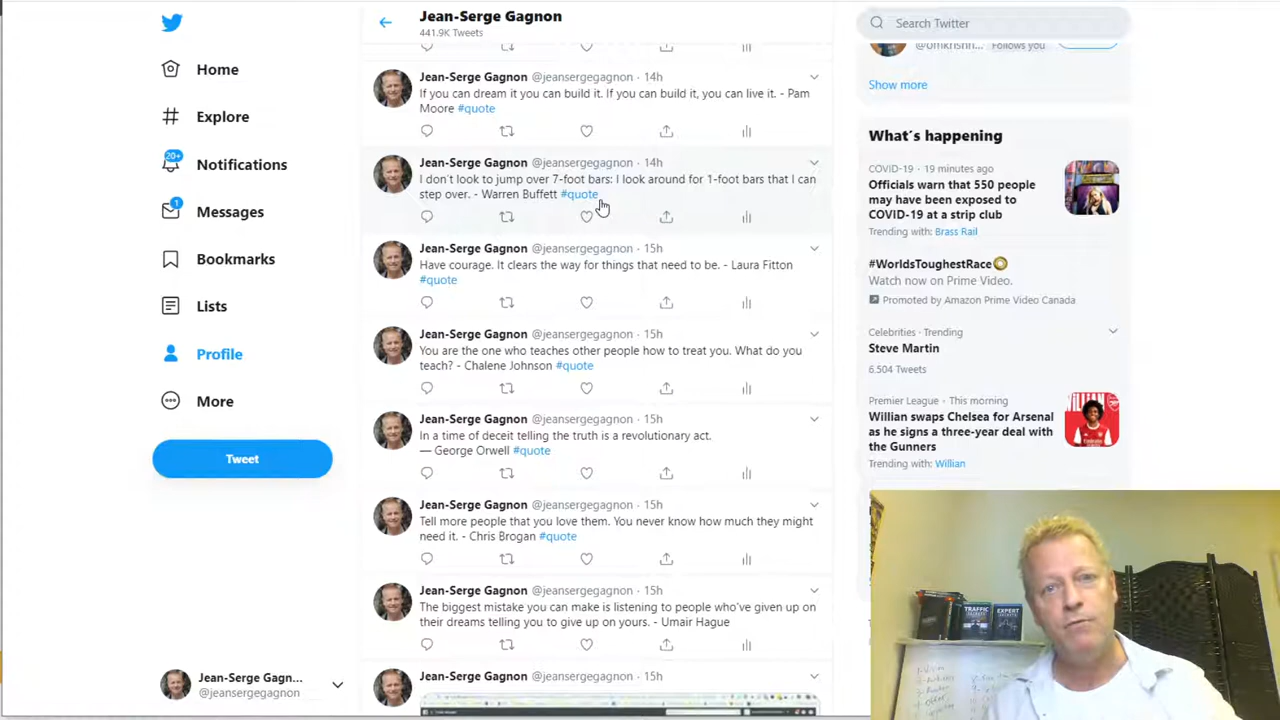 Jean-Serge Gagnon
441.9K Tweets
Home
Explore
20+
Notifications
1
Messages
Bookmarks
Lists
Profile
More
Tweet
Jean-Serge Gagn...
@jeansergegagnon
Jean-Serge Gagnon @jeansergegagnon · 14h
If you can dream it you can build it. If you can build it, you can live it. - Pam
Moore #quote
Jean-Serge Gagnon @jeansergegagnon · 14h
I don't look to jump over 7-foot bars: I look around for 1-foot bars that I can
step over. - Warren Buffett #quote
Jean-Serge Gagnon @jeansergegagnon · 15h
Have courage. It clears the way for things that need to be. - Laura Fitton
#quote
Jean-Serge Gagnon @jeansergegagnon · 15h
You are the one who teaches other people how to treat you. What do you
teach? - Chalene Johnson #quote
Jean-Serge Gagnon @jeansergegagnon · 15h
In a time of deceit telling the truth is a revolutionary act.
— George Orwell #quote
Jean-Serge Gagnon @jeansergegagnon · 15h
Tell more people that you love them. You never know how much they might
need it. - Chris Brogan #quote
Jean-Serge Gagnon @jeansergegagnon · 15h
The biggest mistake you can make is listening to people who've given up on
their dreams telling you to give up on yours. - Umair Hague
Jean-Serge Gagnon @jeansergegagnon · 15h
Search Twitter
Follows you
Show more
What's happening
COVID-19 · 19 minutes ago
Officials warn that 550 people
may have been exposed to
COVID-19 at a strip club
Trending with: Brass Rail
#WorldsToughestRace
Watch now on Prime Video.
Promoted by Amazon Prime Video Canada
Celebrities · Trending
Steve Martin
6,504 Tweets
Premier League · This morning
Willian swaps Chelsea for Arsenal
as he signs a three-year deal with
the Gunners
Trending with: Willian
TRAFFIC
SECRETS
EXPERT
SECRETS